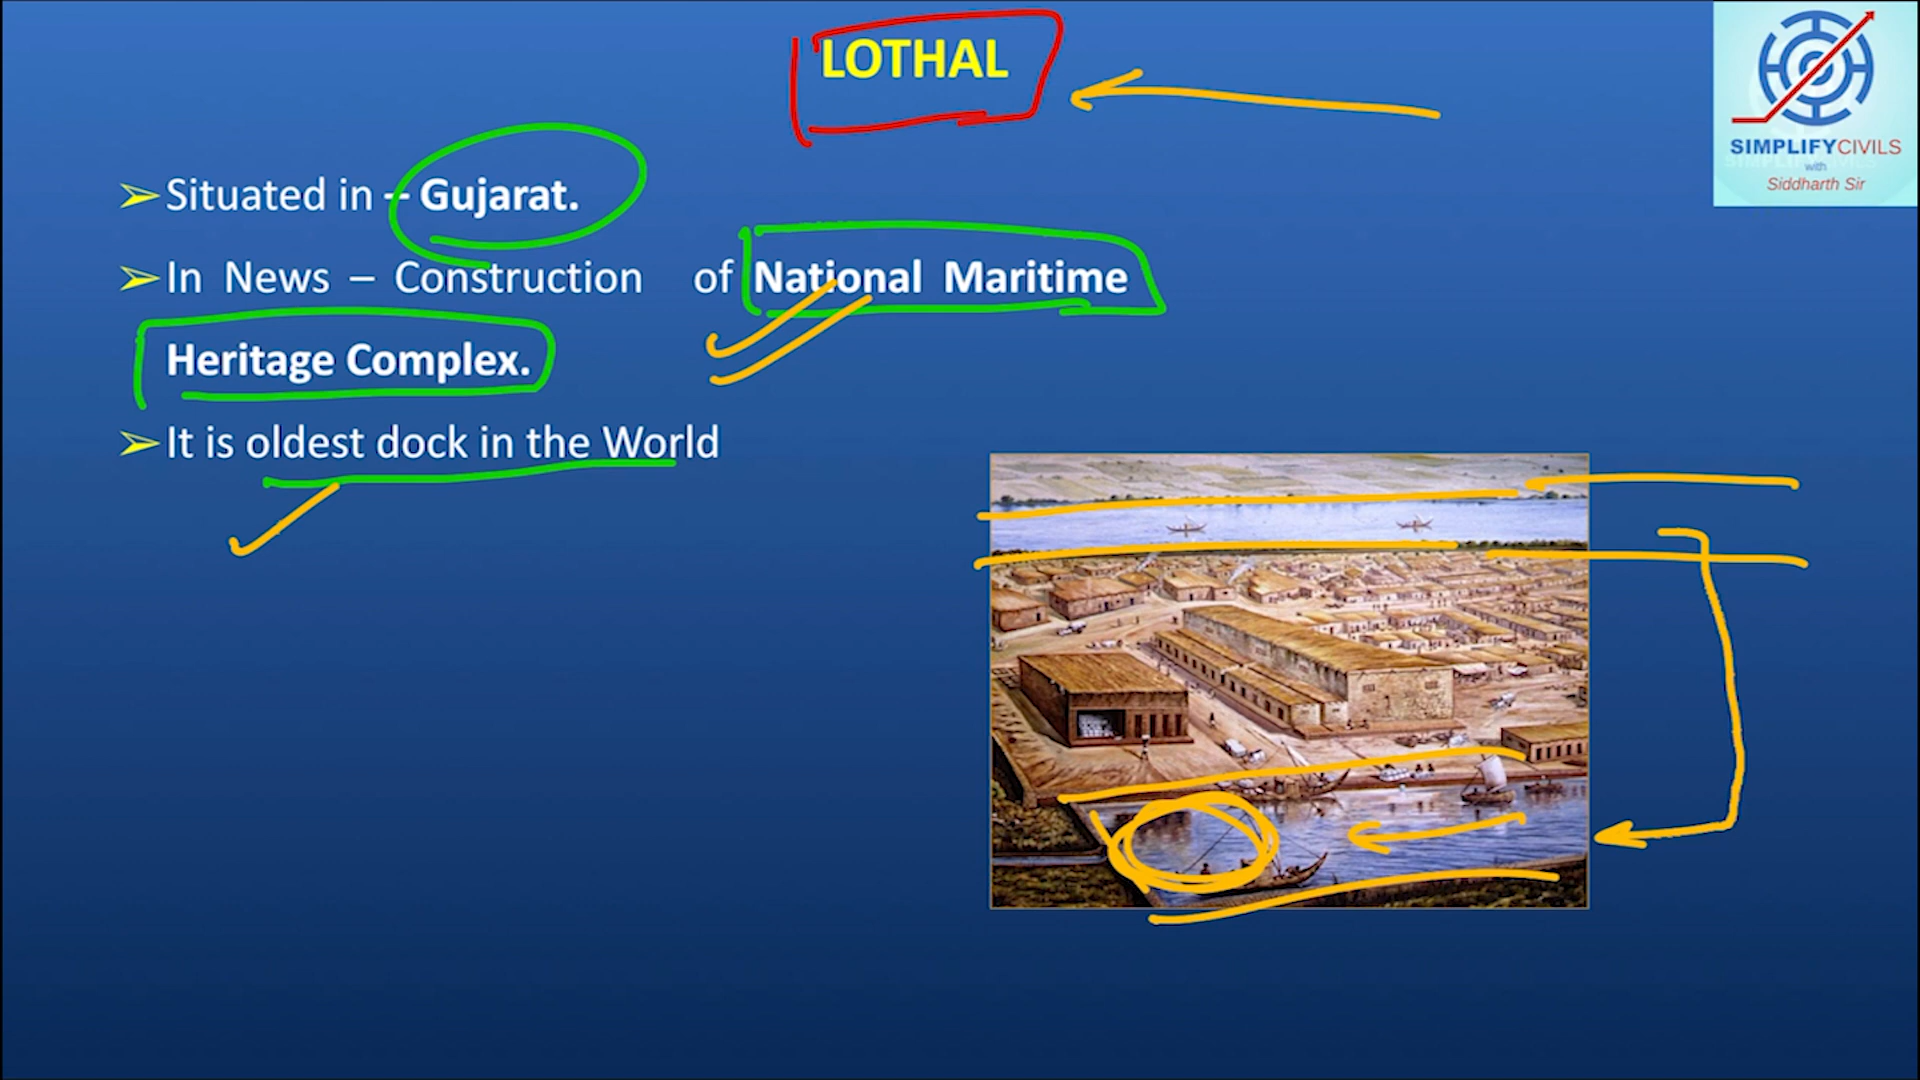 LOTHAL
SIMPLIFYCIVILS
with
Siddharth Sir
➢Situated in – Gujarat.
➢In News – Construction of National Maritime
Heritage Complex.
➢It is oldest dock in the World